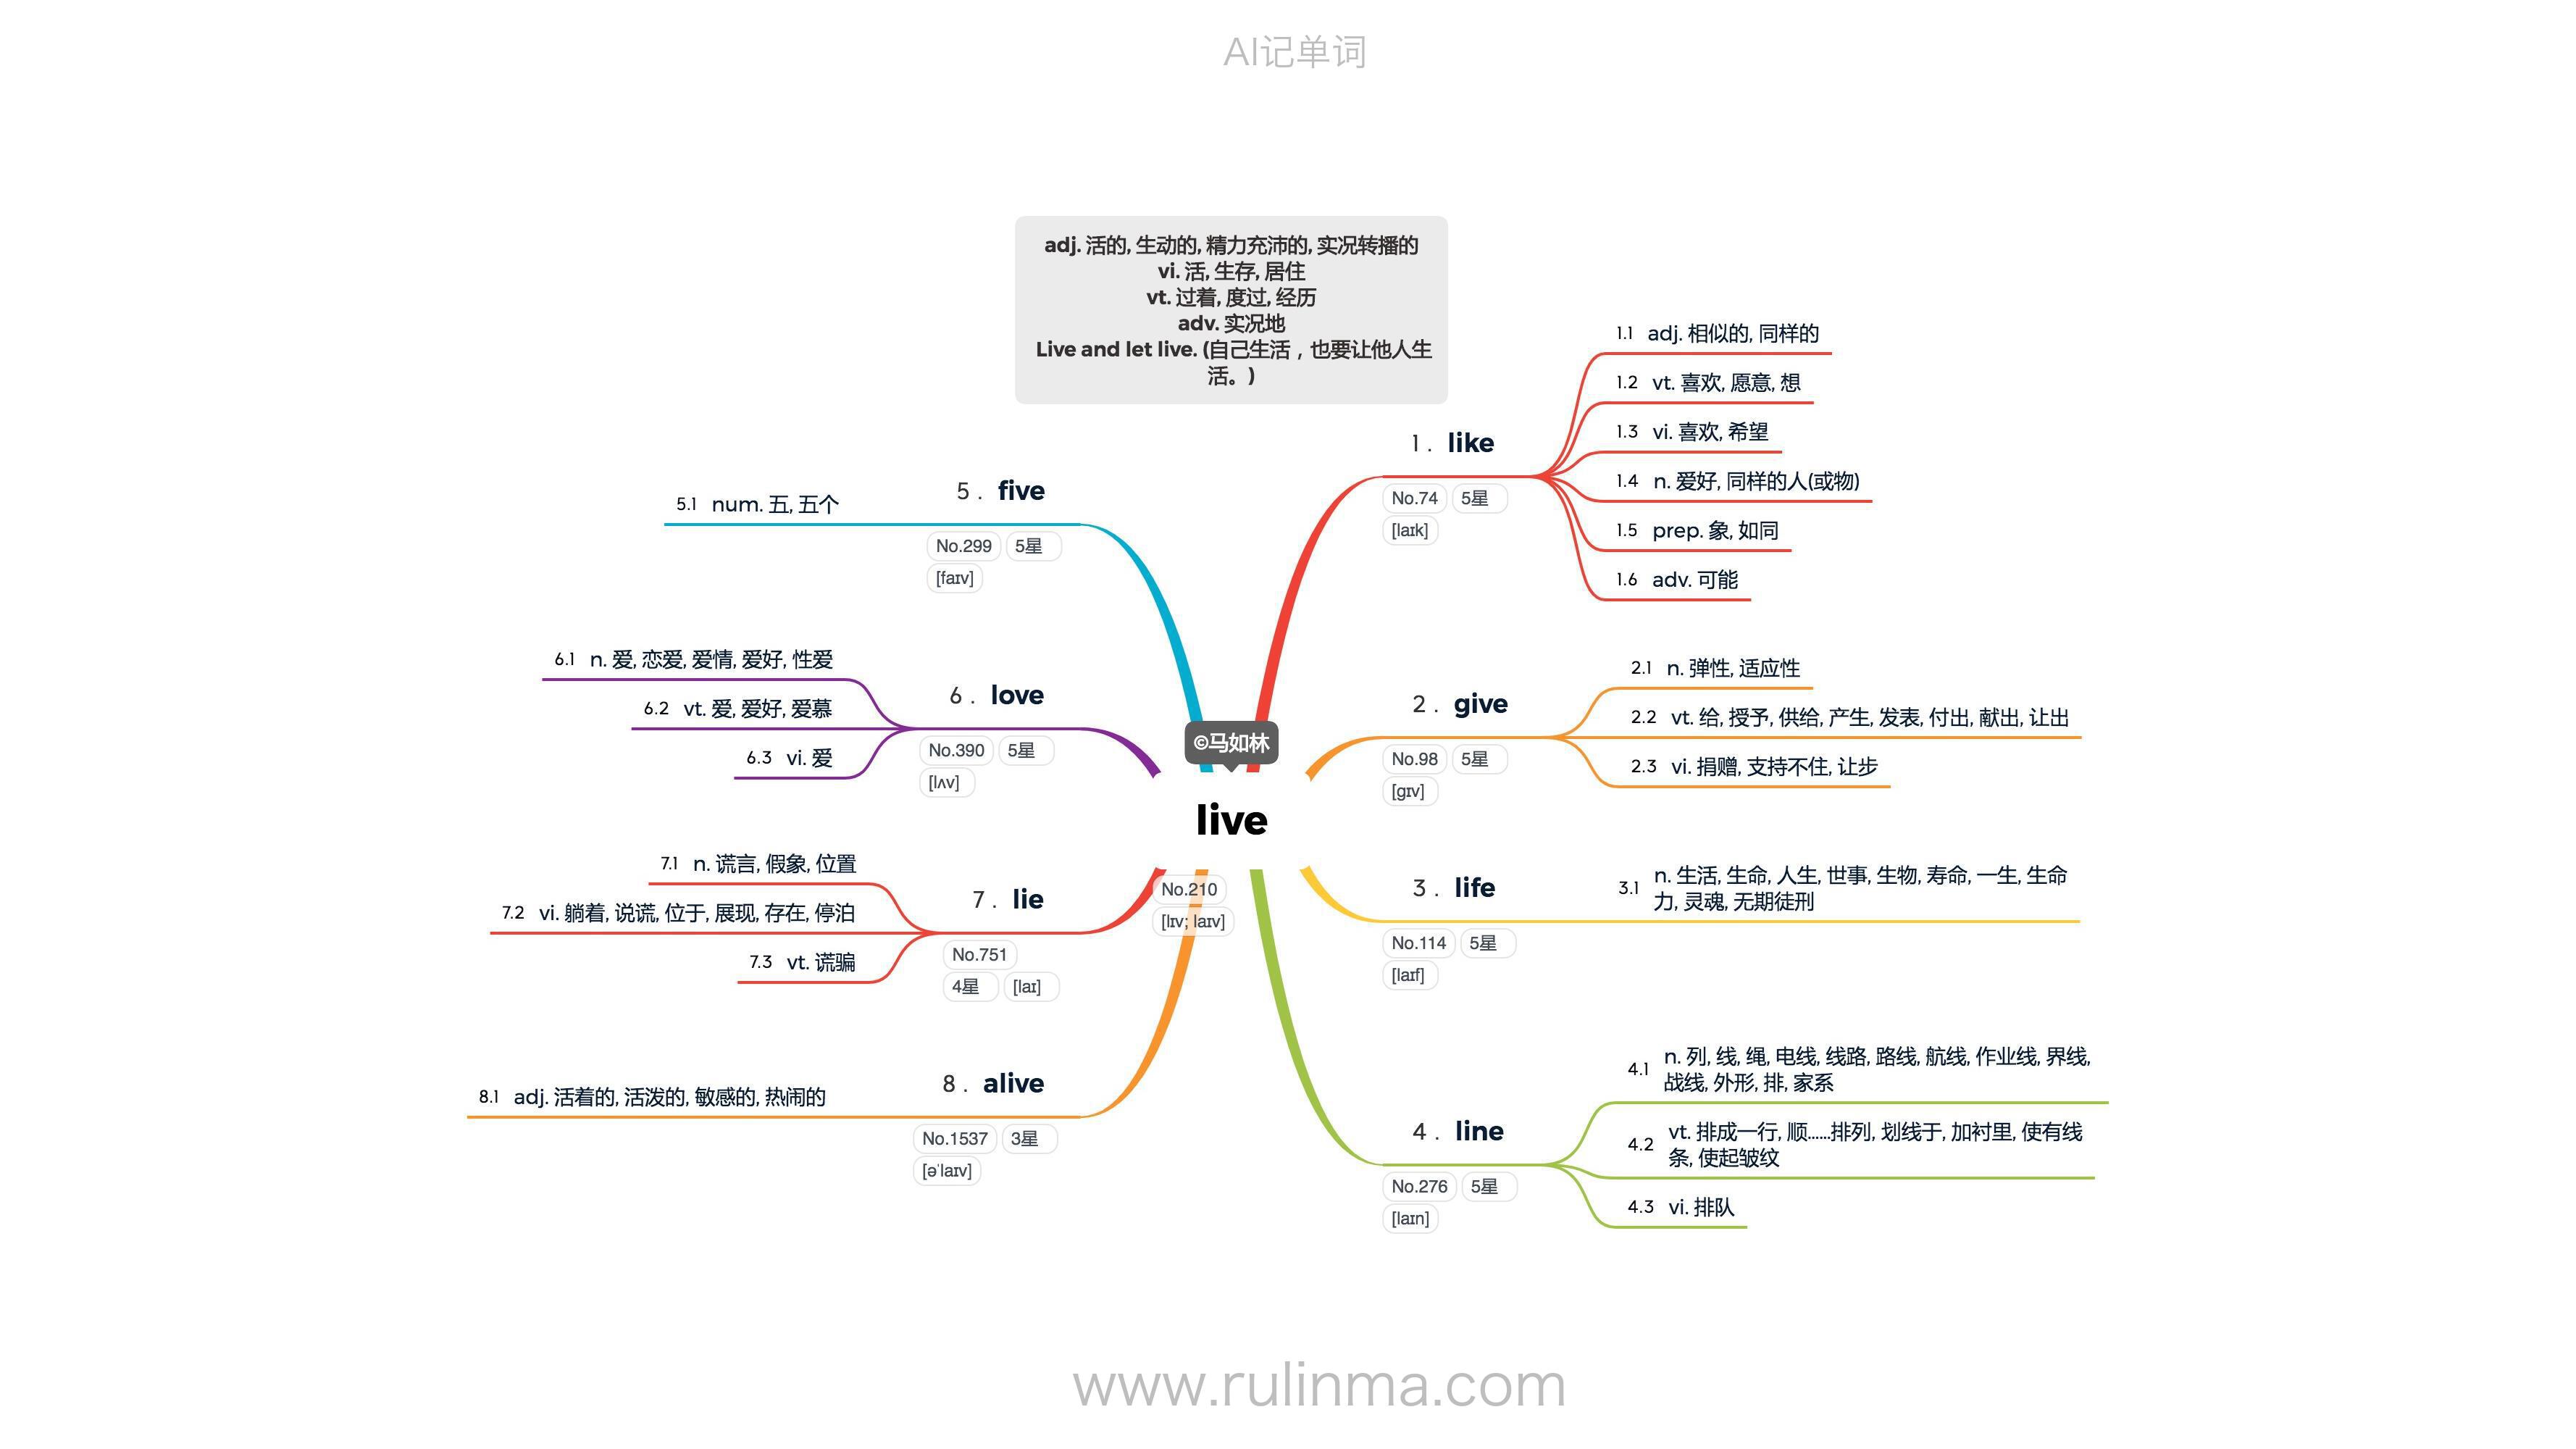 AI记单词
adj. 活的, 生动的, 精力充沛的, 实况转播的
vi. 活, 生存, 居住
vt. 过着, 度过, 经历
adv. 实况地
Live and let live. (自己生活，也要让他人生
活。)
©马如林
live
No.210
[lɪv; laɪv]
1 . like
No.74 5星
[laɪk]
1.1 adj. 相似的, 同样的
1.2 vt. 喜欢, 愿意, 想
1.3 vi. 喜欢, 希望
1.4 n. 爱好, 同样的人(或物)
1.5 prep. 象, 如同
1.6 adv. 可能
2 . give
No.98 5星
[gɪv]
2.1 n. 弹性, 适应性
2.2 vt. 给, 授予, 供给, 产生, 发表, 付出, 献出, 让出
2.3 vi. 捐赠, 支持不住, 让步
3 . life
No.114 5星
[laɪf]
3.1 n. 生活, 生命, 人生, 世事, 生物, 寿命, 一生, 生命
力, 灵魂, 无期徒刑
4 . line
No.276 5星
[laɪn]
4.1 n. 列, 线, 绳, 电线, 线路, 路线, 航线, 作业线, 界线,
战线, 外形, 排, 家系
4.2 vt. 排成一行, 顺......排列, 划线于, 加衬里, 使有线
条, 使起皱纹
4.3 vi. 排队
5 . five
No.299 5星
[faɪv]
5.1 num. 五, 五个
6 . love
No.390 5星
[lʌv]
6.1 n. 爱, 恋爱, 爱情, 爱好, 性爱
6.2 vt. 爱, 爱好, 爱慕
6.3 vi. 爱
7 . lie
No.751
4星 [laɪ]
7.1 n. 谎言, 假象, 位置
7.2 vi. 躺着, 说谎, 位于, 展现, 存在, 停泊
7.3 vt. 谎骗
8 . alive
No.1537 3星
[ə'laɪv]
8.1 adj. 活着的, 活泼的, 敏感的, 热闹的
www.rulinma.com